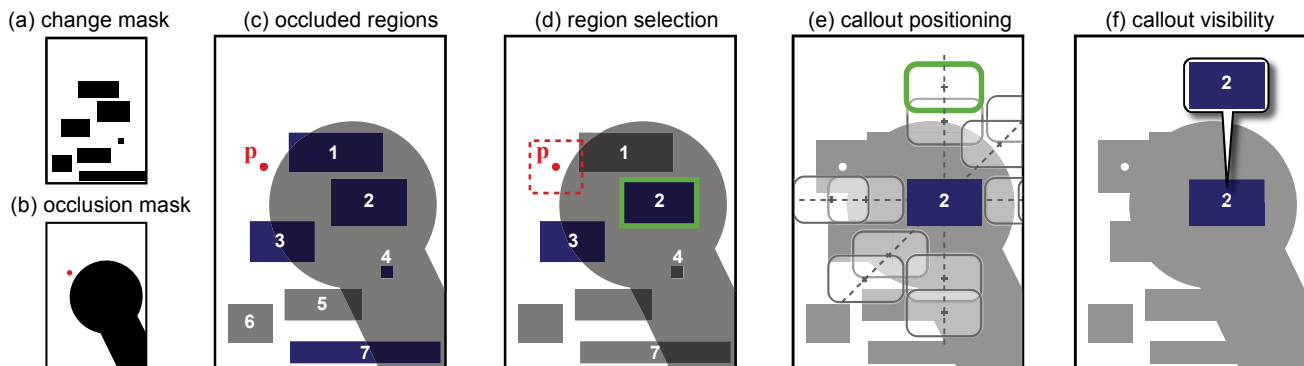 (a) change mask
(b) occlusion mask
(c) occluded regions
p
1
2
3
4
5
6
7
(d) region selection
p
1
2
3
4
7
(e) callout positioning
2
(f) callout visibility
2
2